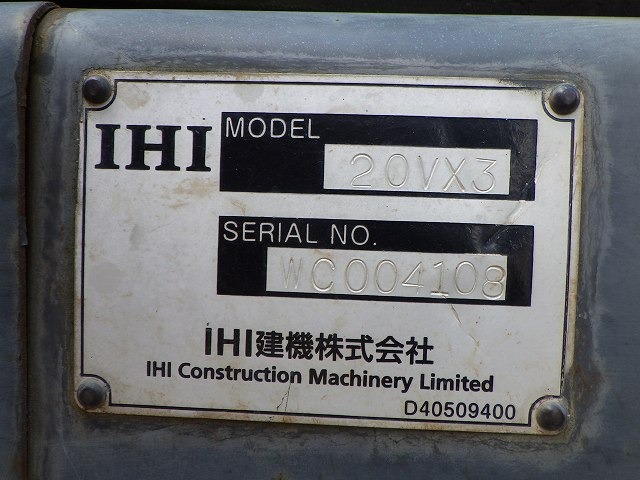 IHI
MODEL
20VX3
SERIAL NO.
WC004108
IHI建機株式会社
IHI Construction Machinery Limited
D40509400